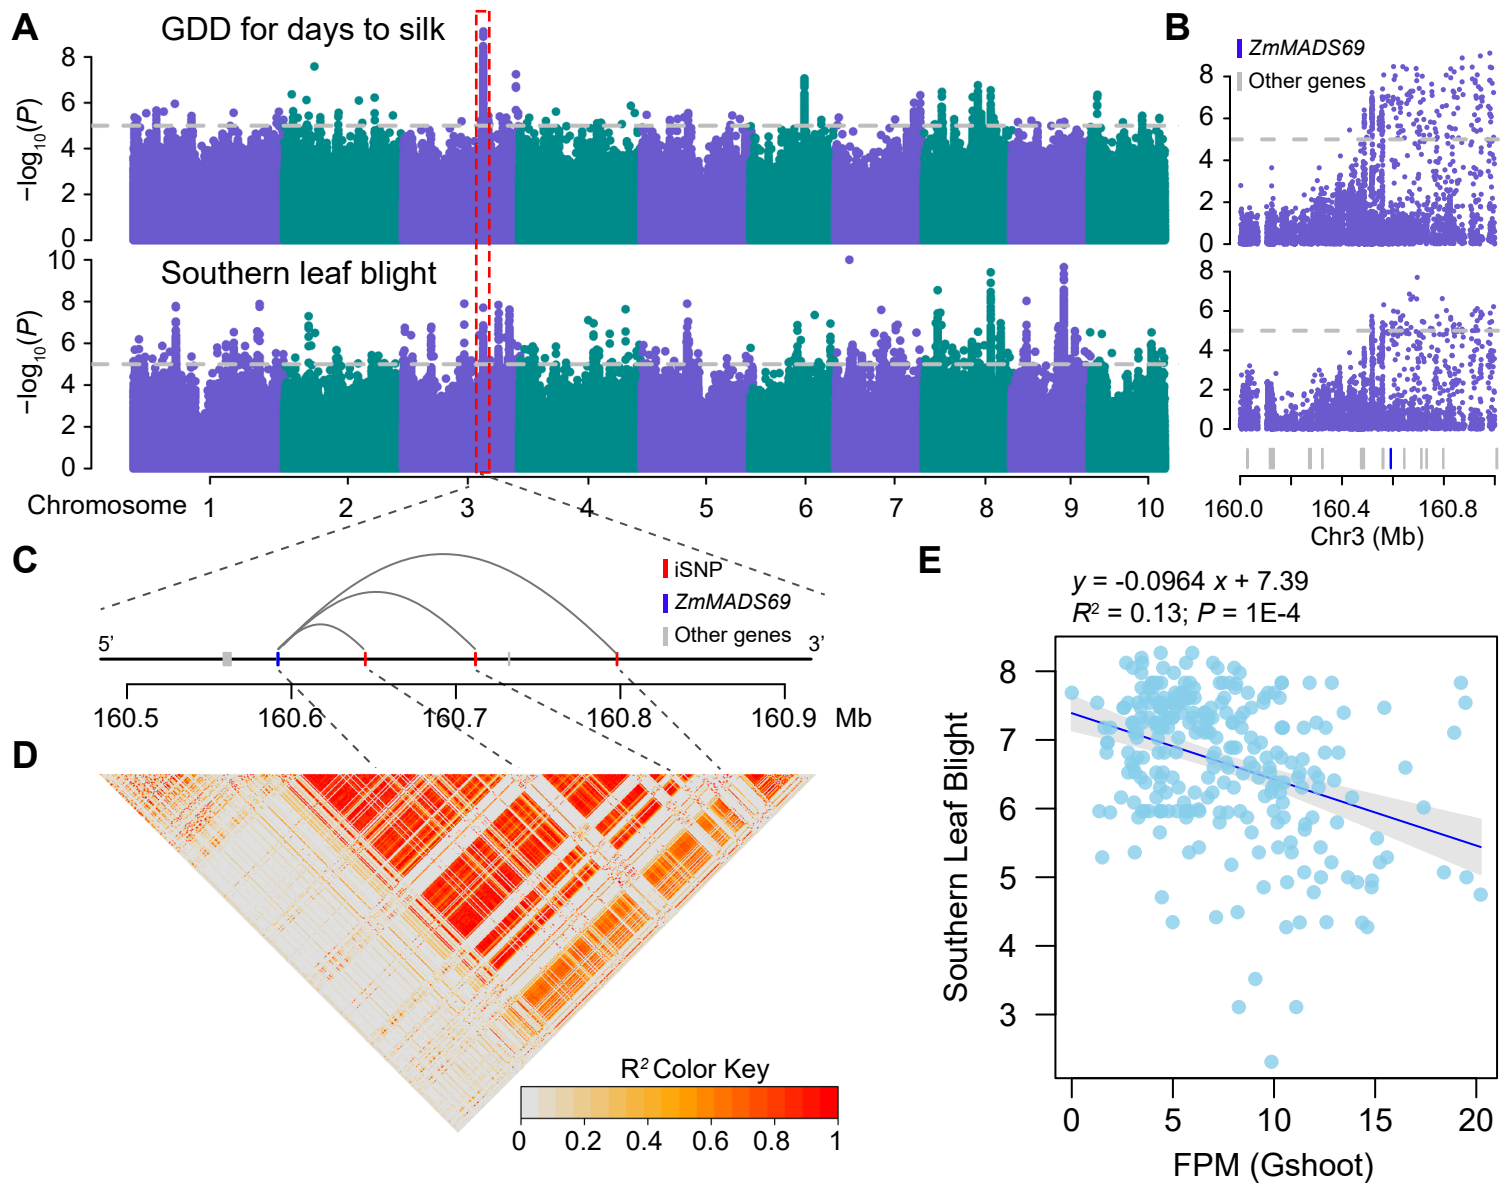 A
GDD for days to silk
8
6
4
2
0
−log10(P)
Southern leaf blight
10
8
6
4
2
0
−log10(P)
Chromosome 1 2 3 4 5 6 7 8 9 10
B
ZmMADS69
Other genes
8
6
4
2
0
8
6
4
2
0
160.0 160.4 160.8
Chr3 (Mb)
C
iSNP
ZmMADS69
Other genes
5’ 3’
160.5 160.6 160.7 160.8 160.9 Mb
D
R² Color Key
0 0.2 0.4 0.6 0.8 1
E
y = -0.0964 x + 7.39
R² = 0.13; P = 1E-4
Southern Leaf Blight
8
7
6
5
4
3
0 5 10 15 20
FPM (Gshoot)